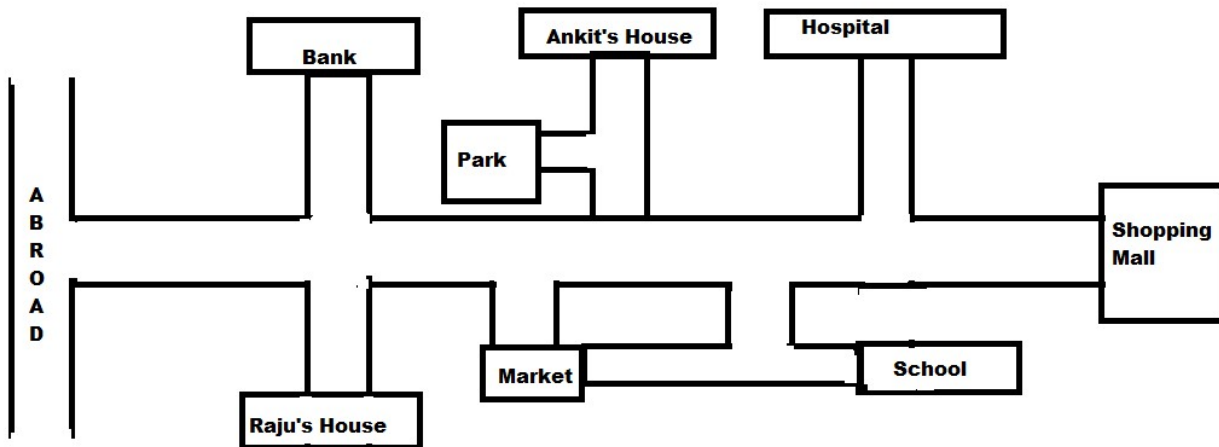 Bank
Ankit's House
Hospital
Park
A
B
R
O
A
D
Shopping
Mall
Market
School
Raju's House